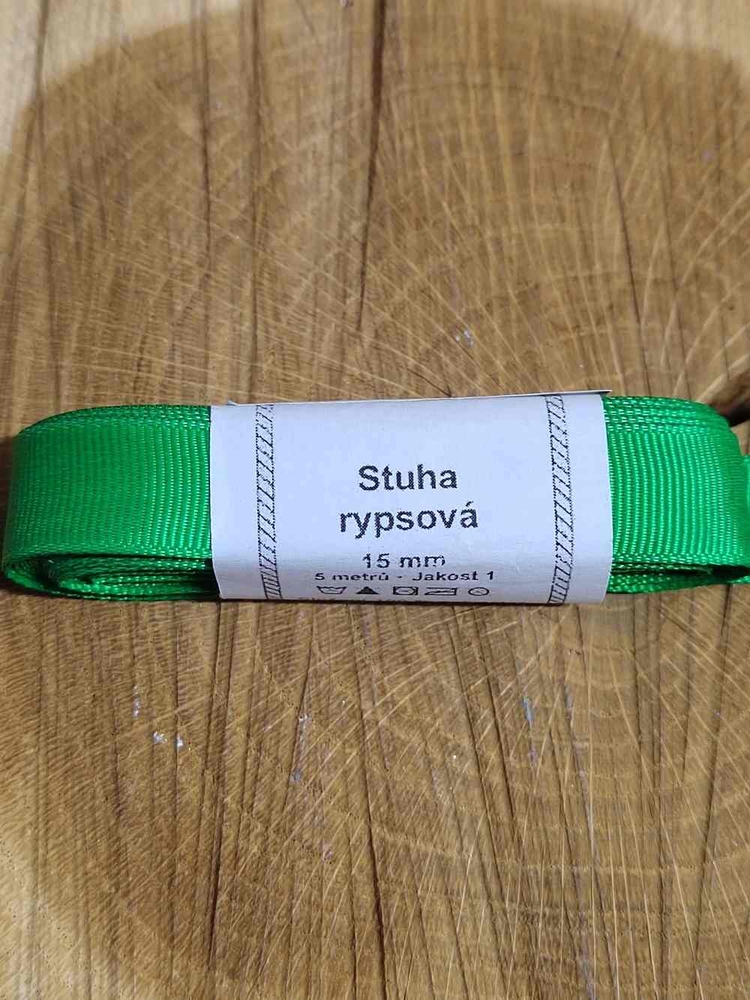 Stuha
rypsová
15 mm
5 metrů - Jakost 1